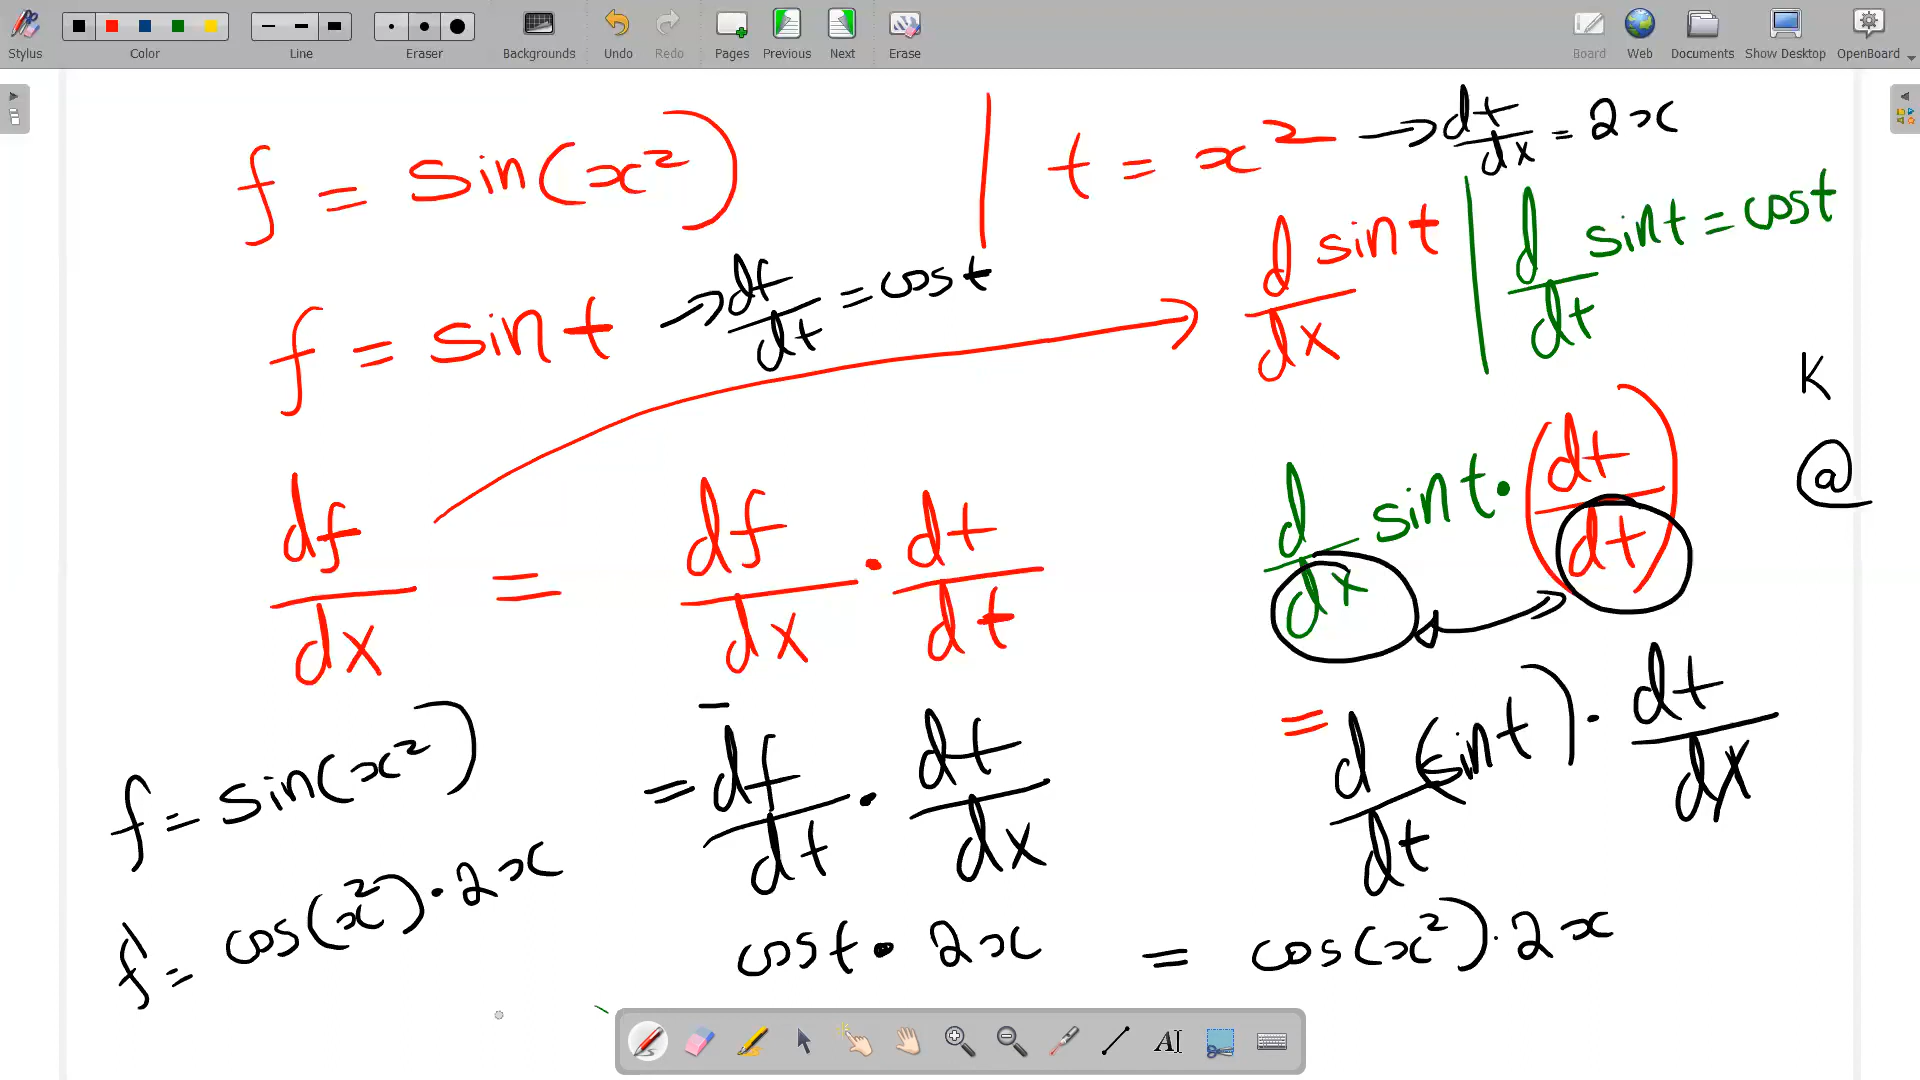 Stylus Color Line Eraser Backgrounds Undo Redo Pages Previous Next Erase Board Web Documents Show Desktop OpenBoard
f = sin(x²)
t = x² → dt/dx = 2x
f = sin t → df/dt = cos t
d/dx sin t
d/dt sin t = cos t
K
@
df/dx = df/dx · dt/dt
d/dx sin t · (dt/dt)
= df/dt · dt/dx
= d/dt (sin t) · dt/dx
f = sin(x²)
f' = cos(x²) · 2x
cos t · 2x = cos(x²) · 2x
AI